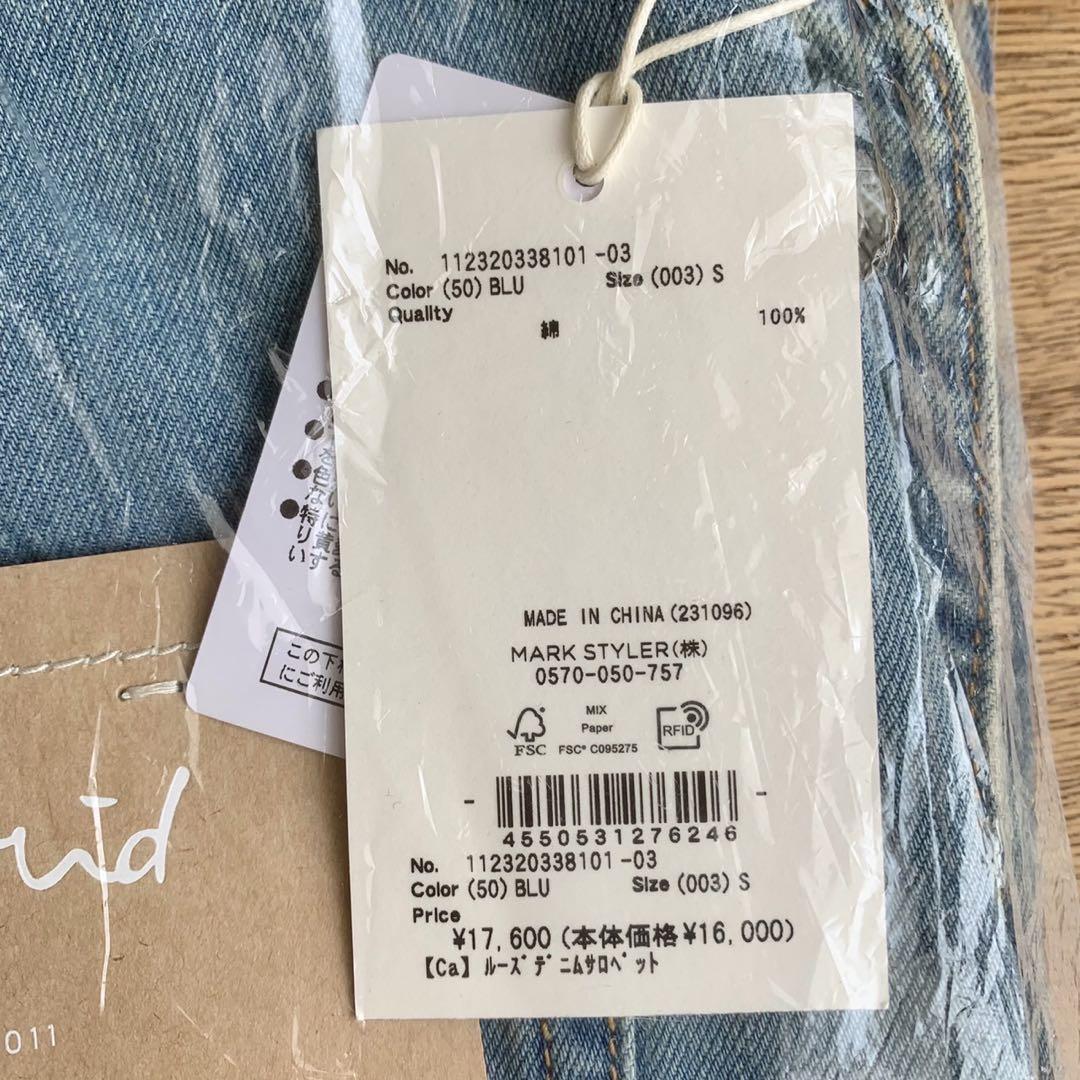 No. 112320338101-03
Color (50) BLU Size (003) S
Quality
綿 100%
MADE IN CHINA (231096)
MARK STYLER(株)
0570-050-757
FSC
MIX
Paper
FSC® C095275
RFID
- -
4550531276246
No. 112320338101-03
Color (50) BLU Size (003) S
Price
¥17,600 (本体価格¥16,000)
【Ca】ルーズデニムサロペット
この下
にご利用
011